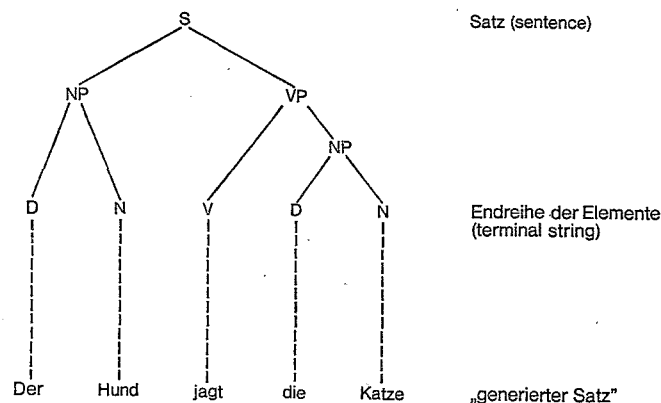 S Satz (sentence)
NP VP
NP
D N V D N Endreihe der Elemente
(terminal string)
Der Hund jagt die Katze „generierter Satz”